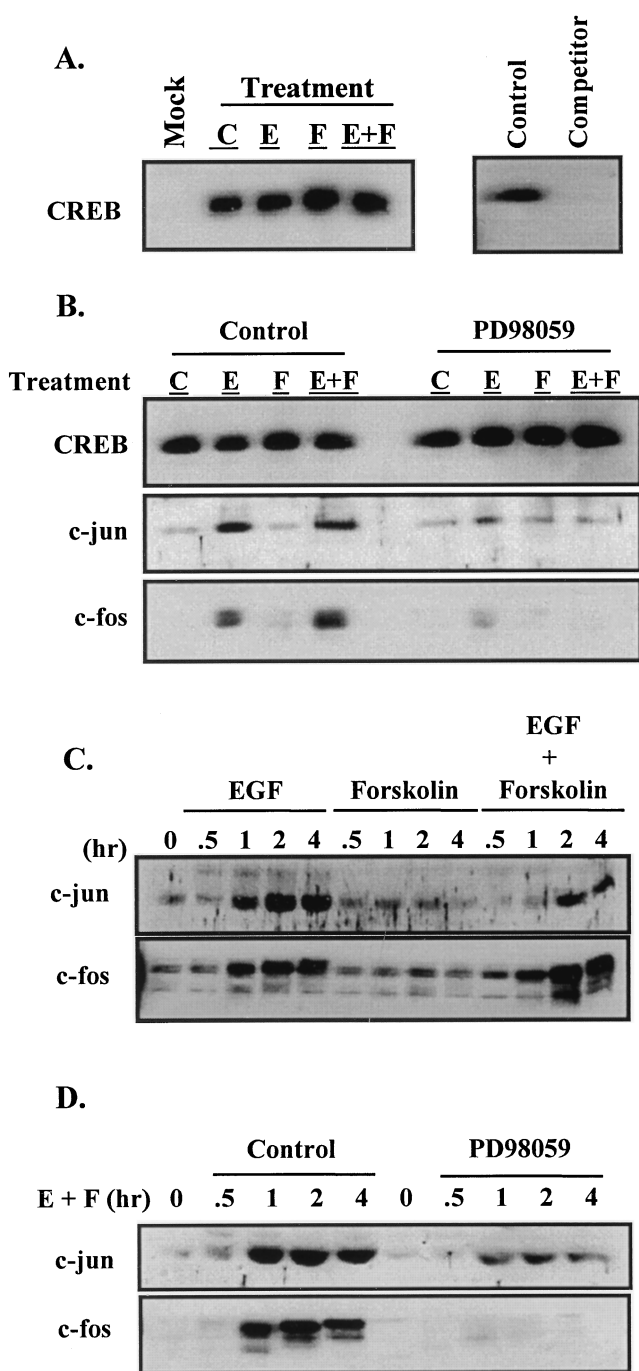 A.
Mock
Treatment
C E F E+F
Control
Competitor
CREB
B.
Control PD98059
Treatment C E F E+F C E F E+F
CREB
c-jun
c-fos
C.
EGF Forskolin EGF + Forskolin
(hr) 0 .5 1 2 4 .5 1 2 4 .5 1 2 4
c-jun
c-fos
D.
Control PD98059
E + F (hr) 0 .5 1 2 4 0 .5 1 2 4
c-jun
c-fos